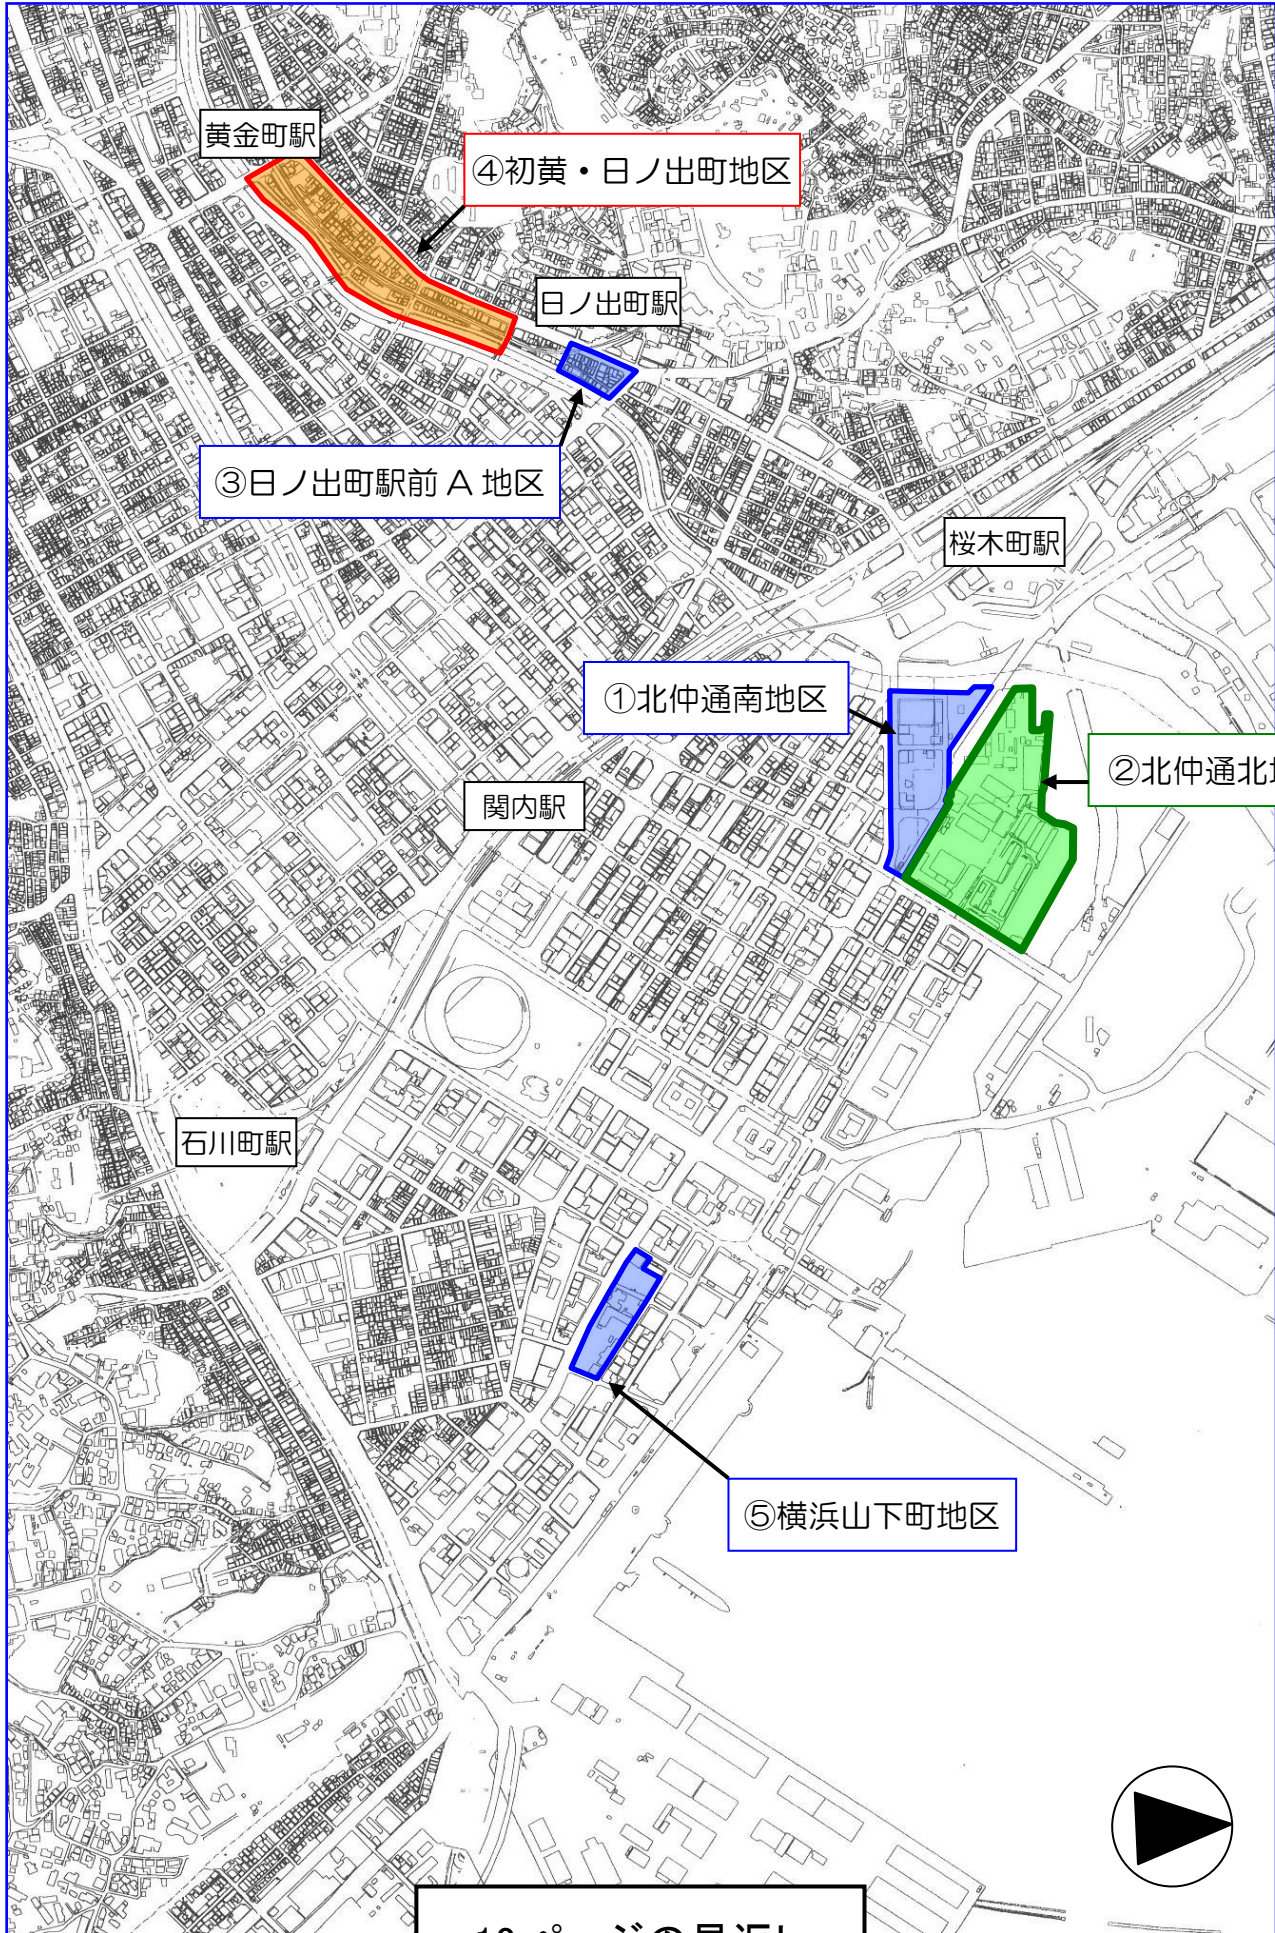 黄金町駅
④初黄・日ノ出町地区
日ノ出町駅
③日ノ出町駅前 A 地区
桜木町駅
①北仲通南地区
②北仲通北
関内駅
石川町駅
⑤横浜山下町地区